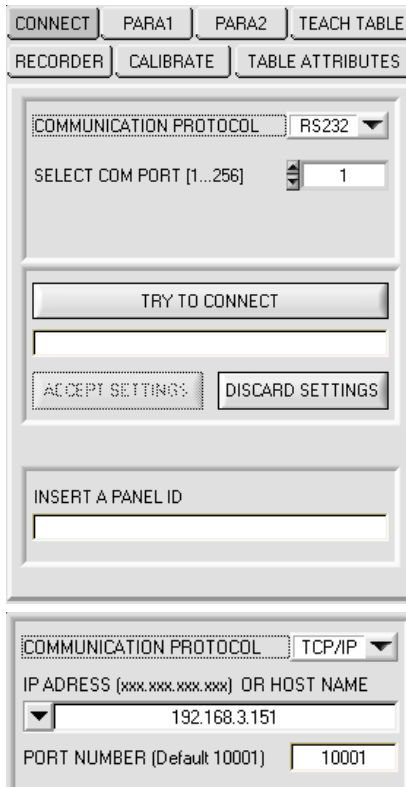 CONNECT PARA1 PARA2 TEACH TABLE
RECORDER CALIBRATE TABLE ATTRIBUTES
COMMUNICATION PROTOCOL RS232
SELECT COM PORT [1...256] 1
TRY TO CONNECT
ACCEPT SETTINGS DISCARD SETTINGS
INSERT A PANEL ID
COMMUNICATION PROTOCOL TCP/IP
IP ADRESS (xxx.xxx.xxx.xxx) OR HOST NAME
192.168.3.151
PORT NUMBER (Default 10001) 10001